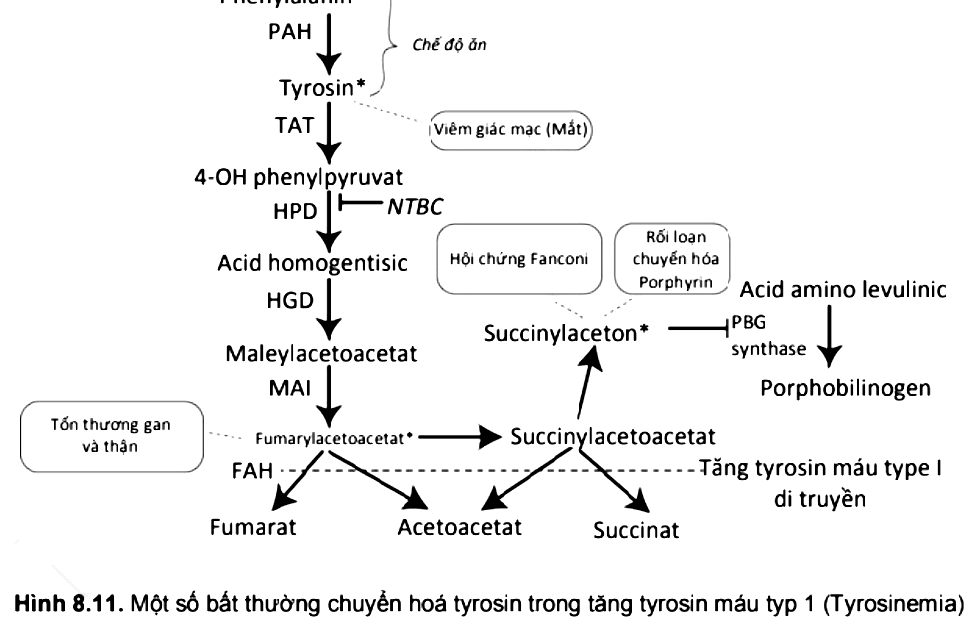 PAH
Chế độ ăn
Tyrosin*
TAT
Viêm giác mạc (Mắt)
4-OH phenylpyruvat
HPD
NTBC
Acid homogentisic
HGD
Hội chứng Fanconi
Rối loạn
chuyển hóa
Porphyrin
Acid amino levulinic
Succinylaceton*
PBG
synthase
Maleylacetoacetat
MAI
Porphobilinogen
Tổn thương gan
và thận
Fumarylacetoacetat*
Succinylacetoacetat
FAH
Tăng tyrosin máu type I
di truyền
Fumarat
Acetoacetat
Succinat
Hình 8.11. Một số bất thường chuyển hoá tyrosin trong tăng tyrosin máu typ 1 (Tyrosinemia)